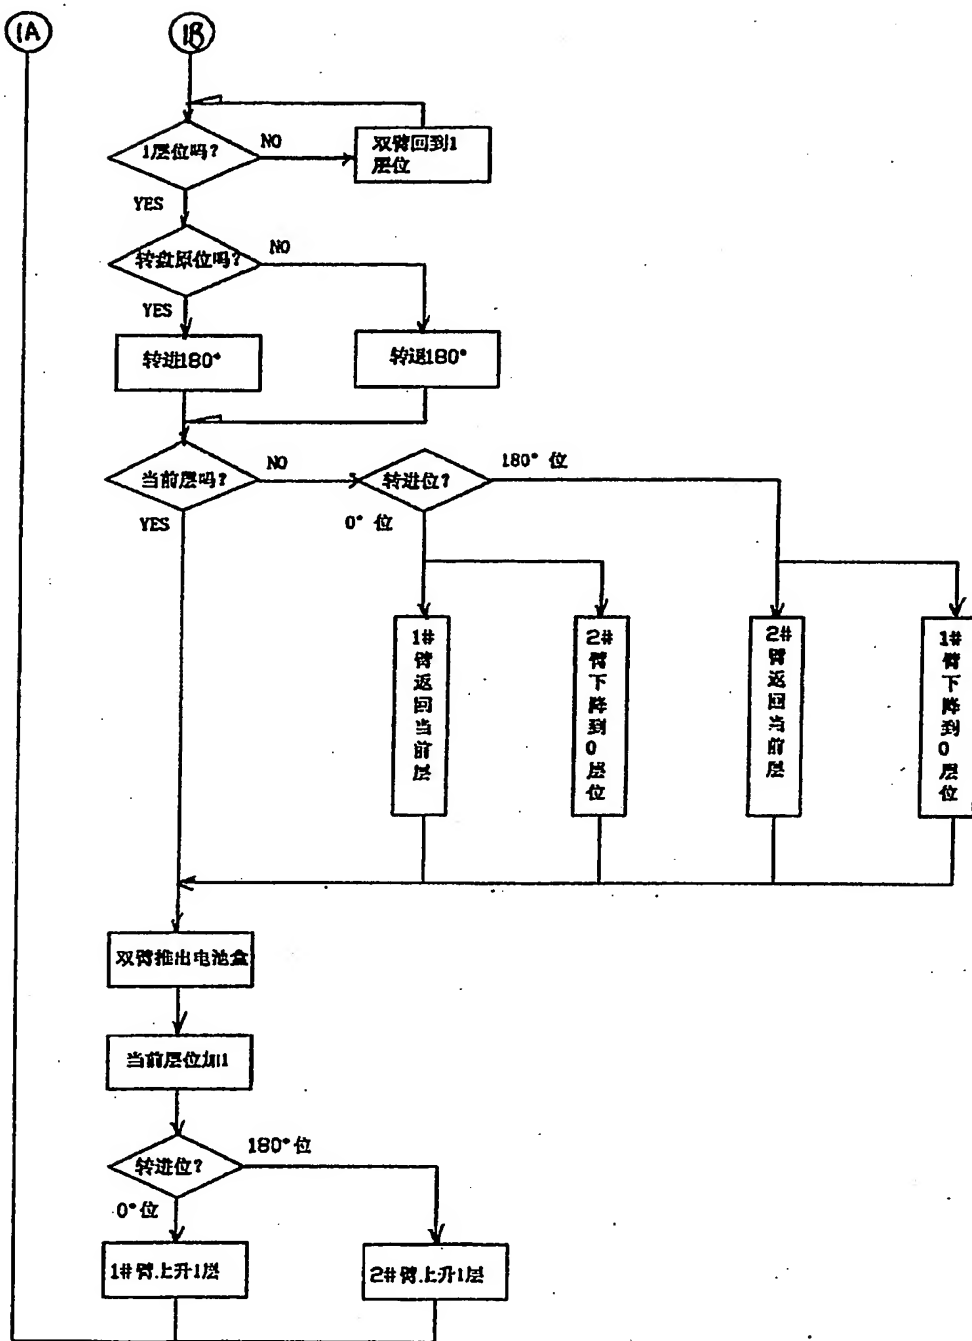 1A
1B
1层位吗?
NO
双臂回到1
层位
YES
转盘原位吗?
NO
YES
转进180°
转退180°
当前层吗?
NO
转进位?
180° 位
YES
0° 位
1#臂返回当前层
2#臂下降到0层位
2#臂返回当前层
1#臂下降到0层位
双臂推出电池盒
当前层位加1
转进位?
180°位
0°位
1#臂上升1层
2#臂上升1层